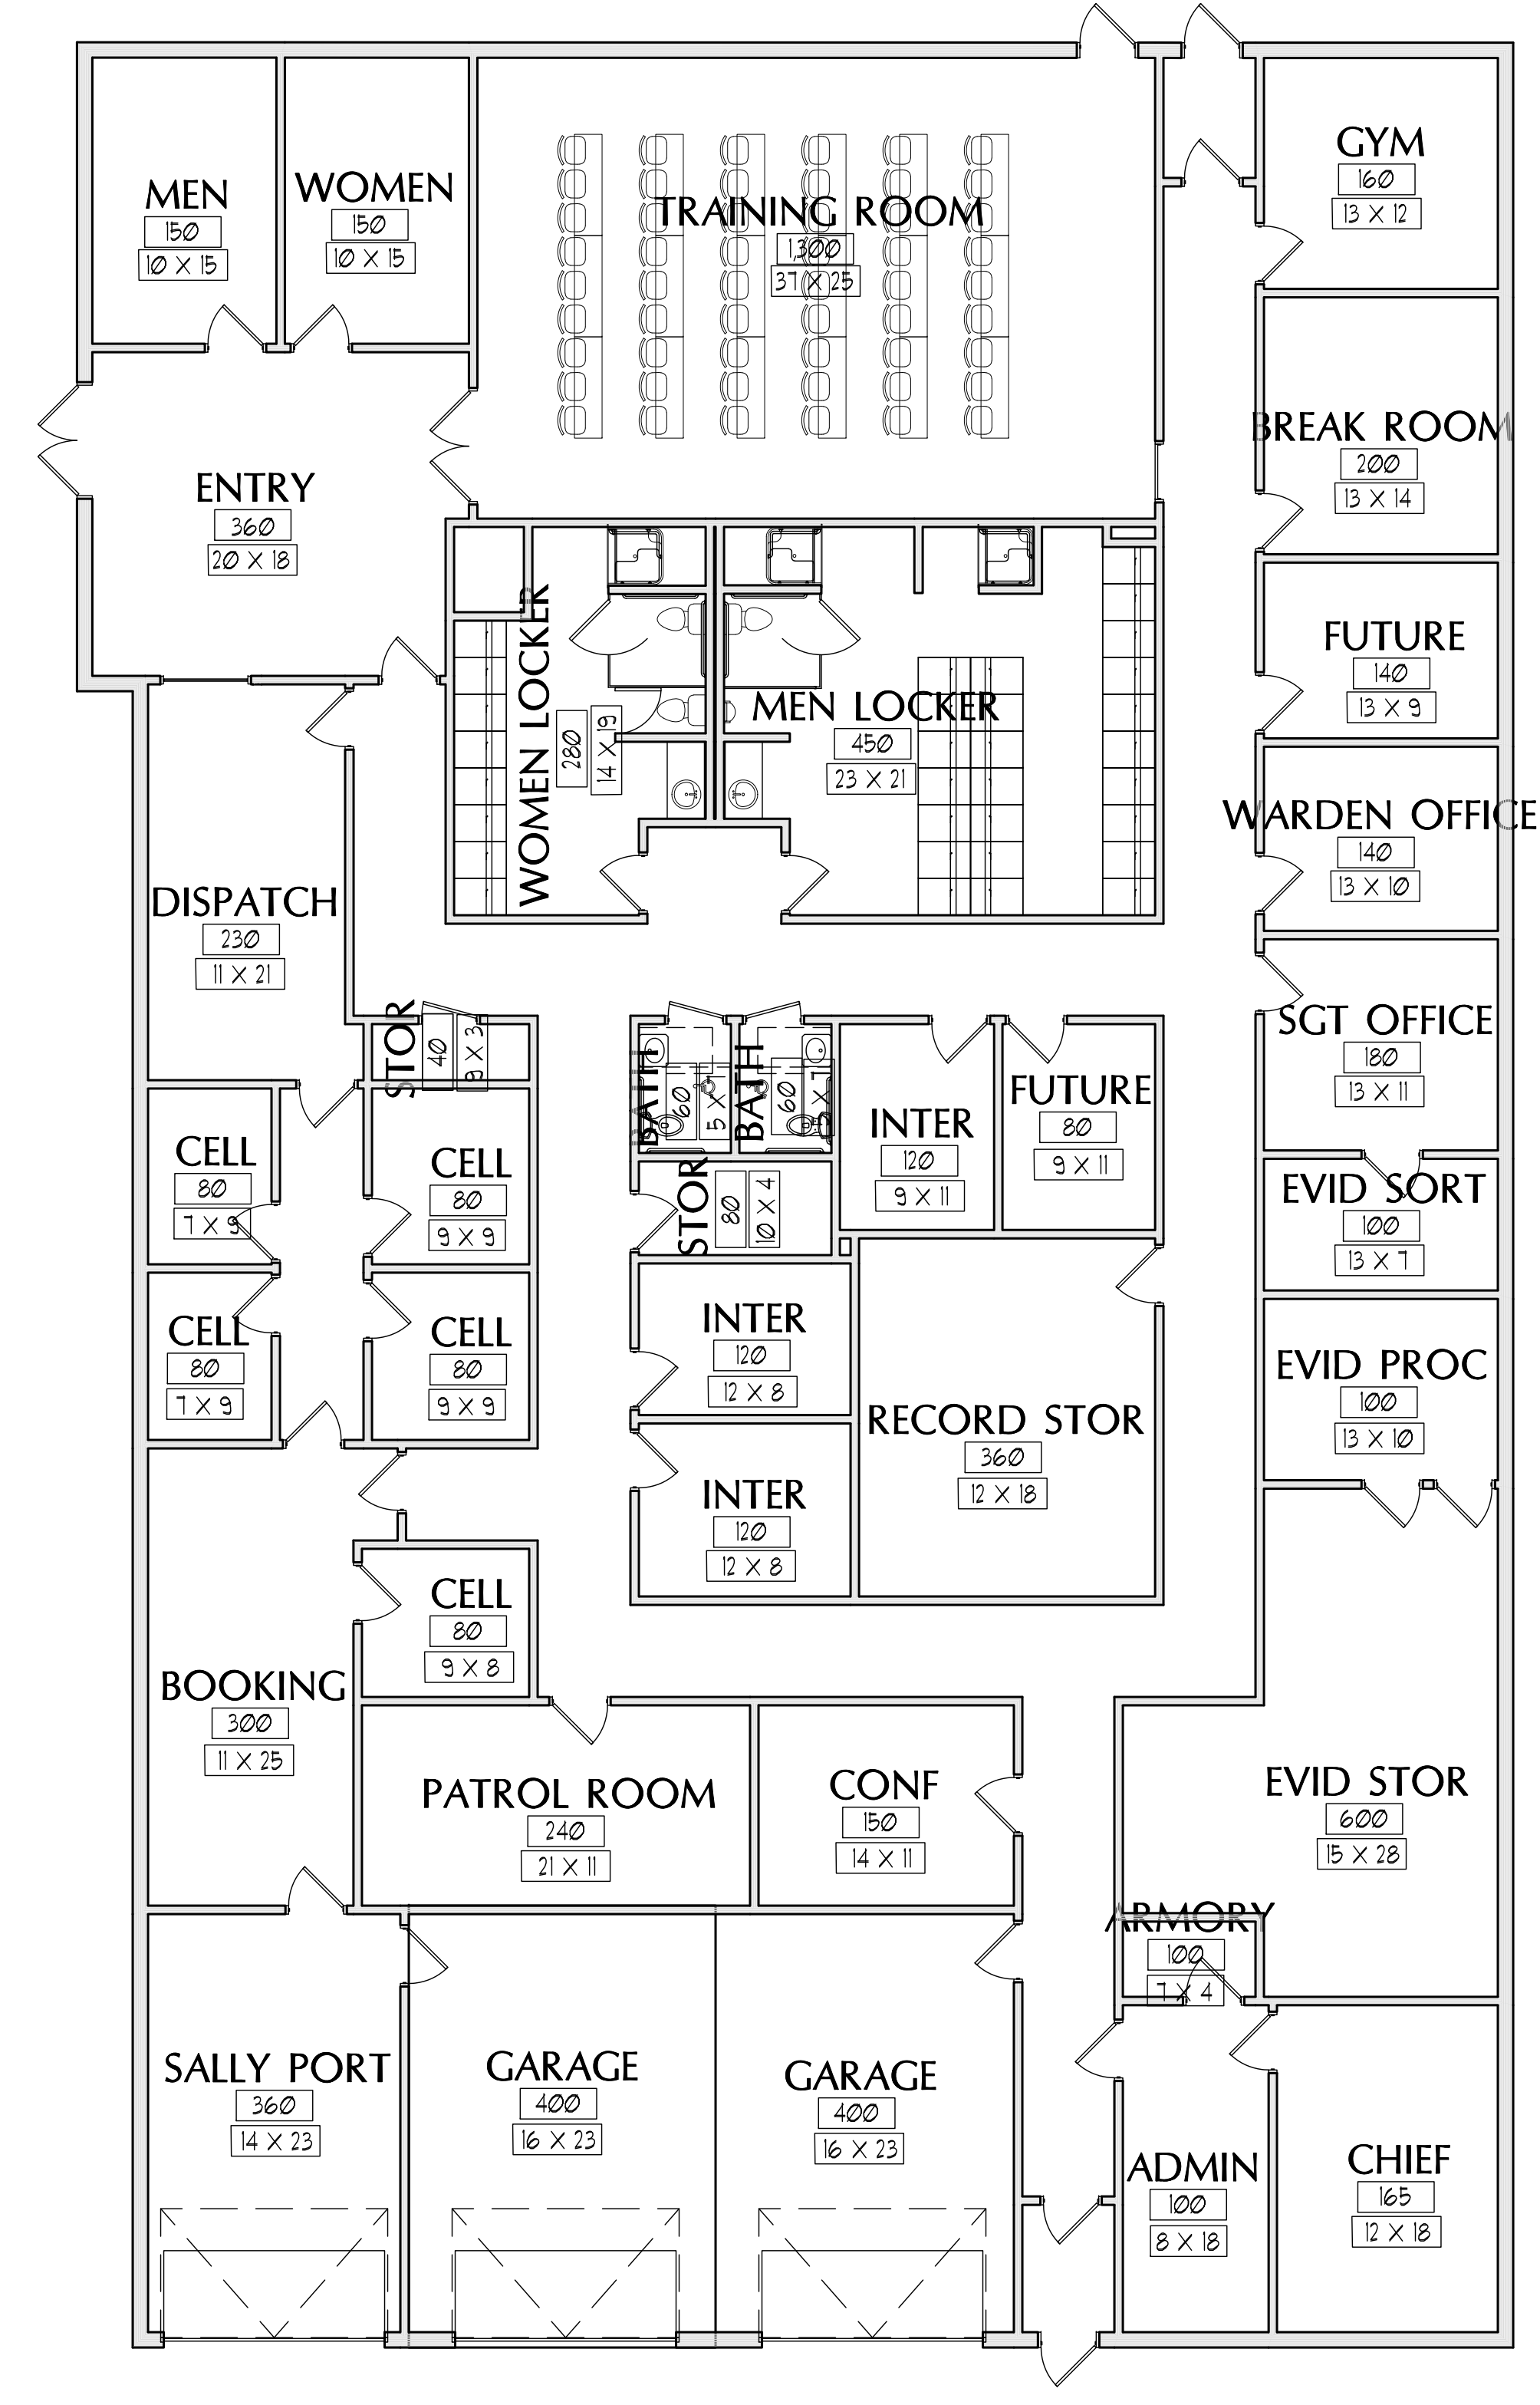 MEN
150
10 X 15
WOMEN
150
10 X 15
TRAINING ROOM
1,300
37 X 25
GYM
160
13 X 12
BREAK ROOM
200
13 X 14
ENTRY
360
20 X 18
WOMEN LOCKER
280
14 X 19
MEN LOCKER
450
23 X 21
FUTURE
140
13 X 9
WARDEN OFFICE
140
13 X 10
DISPATCH
230
11 X 21
SGT OFFICE
180
13 X 11
STOR
40
9 X 3
BATH
60
5 X 7
BATH
60
5 X 7
INTER
120
9 X 11
FUTURE
80
9 X 11
CELL
80
7 X 9
CELL
80
9 X 9
STOR
80
10 X 4
EVID SORT
100
13 X 7
CELL
80
7 X 9
CELL
80
9 X 9
INTER
120
12 X 8
EVID PROC
100
13 X 10
RECORD STOR
360
12 X 18
INTER
120
12 X 8
CELL
80
9 X 8
BOOKING
300
11 X 25
PATROL ROOM
240
21 X 11
CONF
150
14 X 11
EVID STOR
600
15 X 28
ARMORY
100
7 X 4
SALLY PORT
360
14 X 23
GARAGE
400
16 X 23
GARAGE
400
16 X 23
ADMIN
100
8 X 18
CHIEF
165
12 X 18